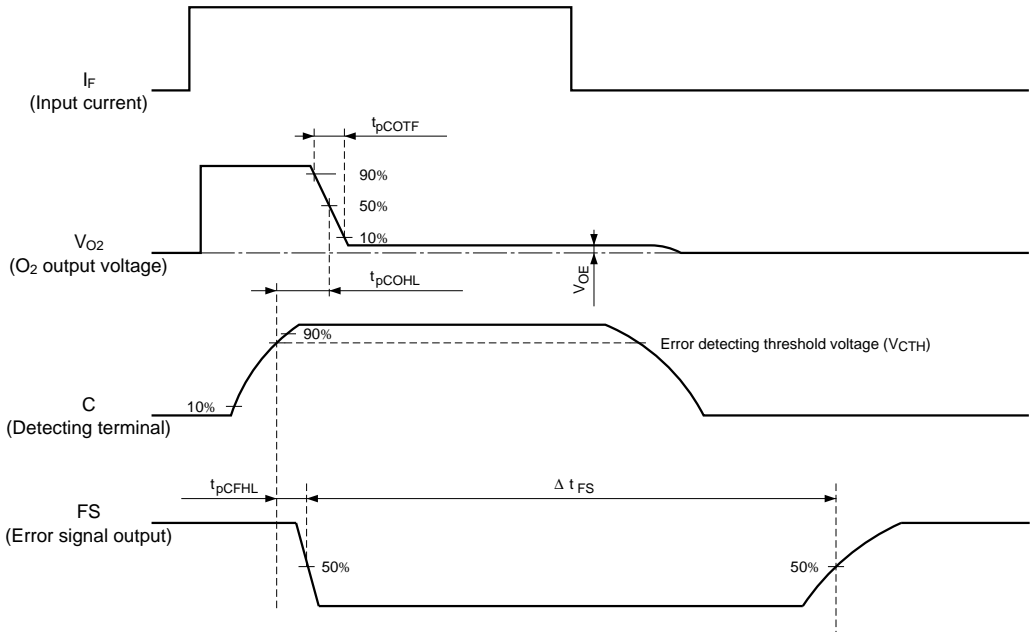 IF
(Input current)
tpCOTF
90%
50%
10%
VO2
(O2 output voltage)
tpCOHL
VOE
90%
Error detecting threshold voltage (VCTH)
10%
C
(Detecting terminal)
tpCFHL
Δ tFS
FS
(Error signal output)
50%
50%